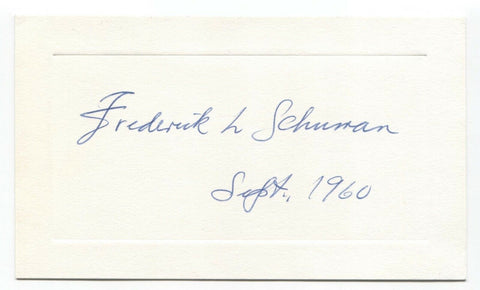 Frederick L Schuman
Sept., 1960